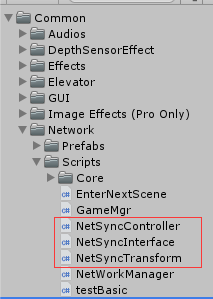 Common
Audios
DepthSensorEffect
Effects
Elevator
GUI
Image Effects (Pro Only)
Network
Prefabs
Scripts
Core
EnterNextScene
GameMgr
NetSyncController
NetSyncInterface
NetSyncTransform
NetWorkManager
testBasic